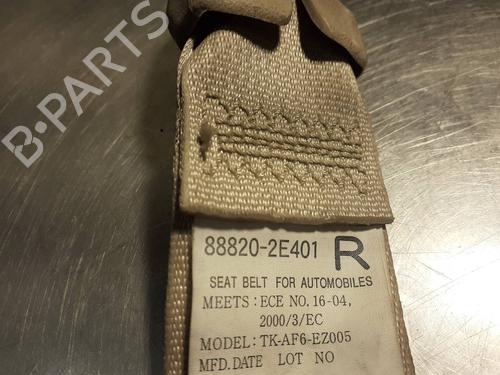 B-PARTS
88820-2E401 R
SEAT BELT FOR AUTOMOBILES
MEETS : ECE NO. 16-04,
2000/3/EC
MODEL: TK-AF6-EZ005
MFD.DATE LOT NO